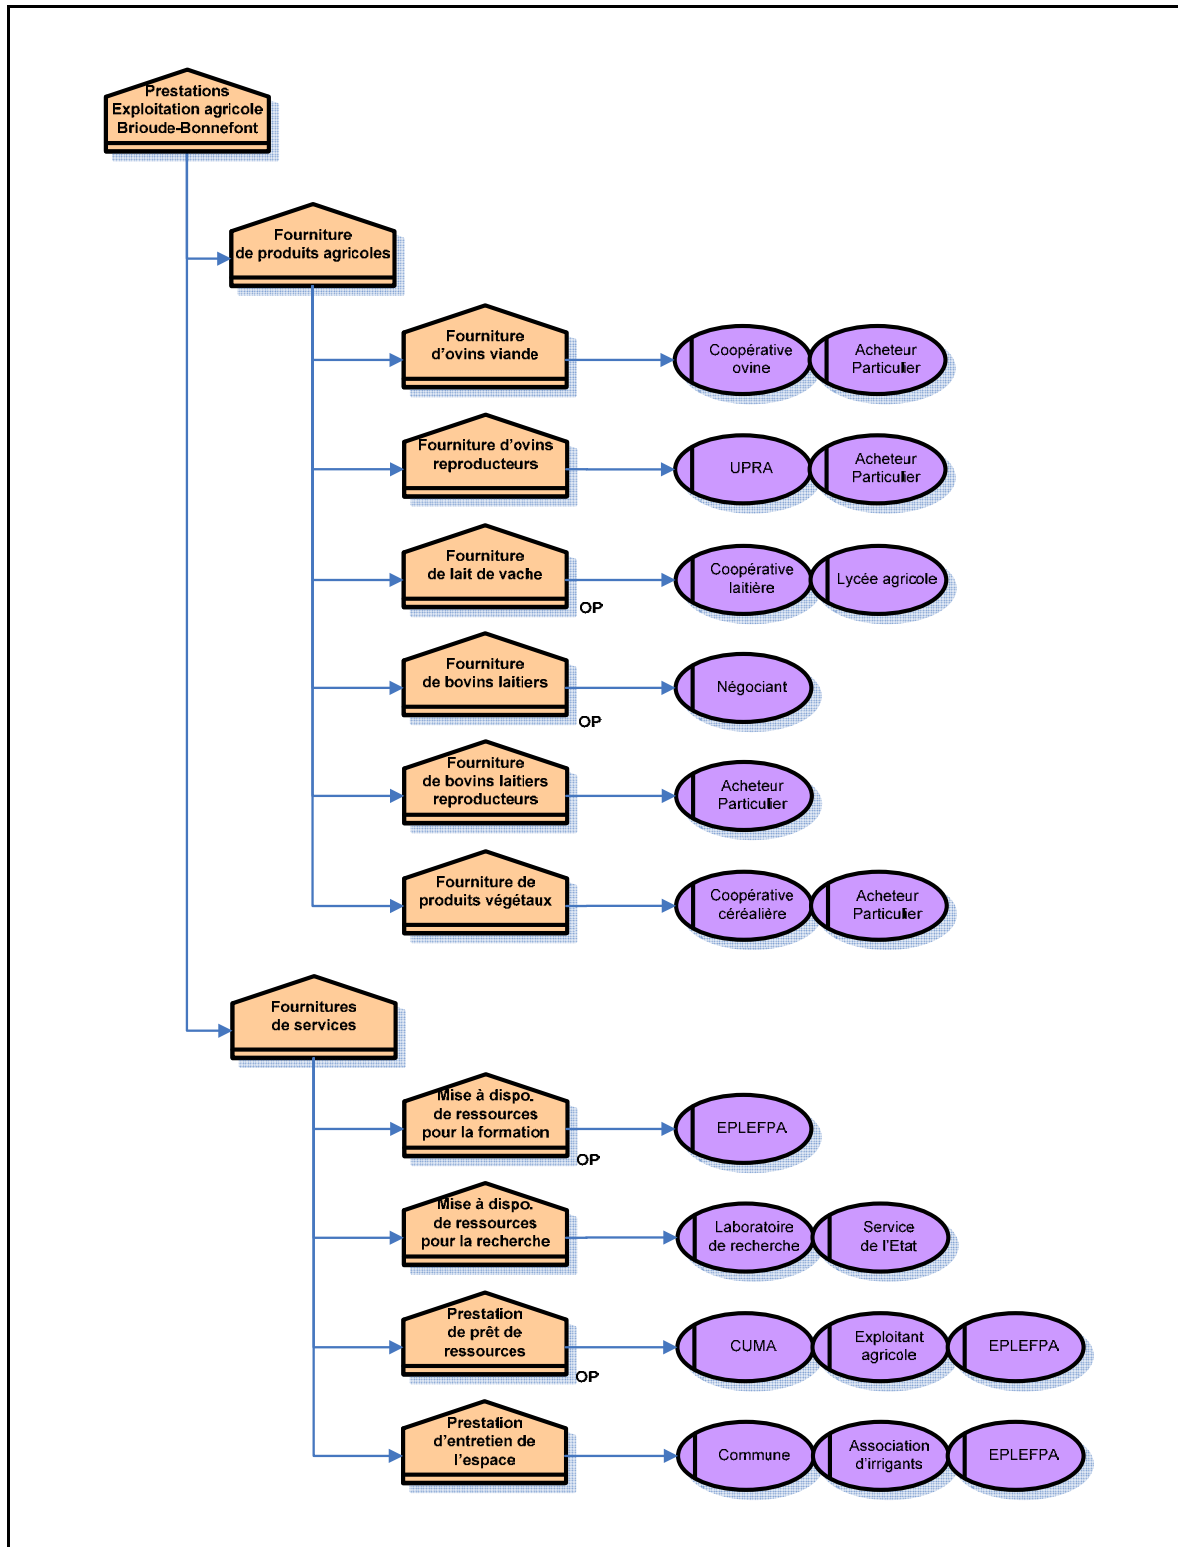 Prestations
Exploitation agricole
Brioude-Bonnefont
Fourniture
de produits agricoles
Fourniture
d'ovins viande
Coopérative
ovine
Acheteur
Particulier
Fourniture d'ovins
reproducteurs
UPRA
Acheteur
Particulier
Fourniture
de lait de vache
OP
Coopérative
laitière
Lycée agricole
Fourniture
de bovins laitiers
OP
Négociant
Fourniture
de bovins laitiers
reproducteurs
Acheteur
Particulier
Fourniture de
produits végétaux
Coopérative
céréalière
Acheteur
Particulier
Fournitures
de services
Mise à dispo.
de ressources
pour la formation
OP
EPLEFPA
Mise à dispo.
de ressources
pour la recherche
Laboratoire
de recherche
Service
de l'Etat
Prestation
de prêt de
ressources
OP
CUMA
Exploitant
agricole
EPLEFPA
Prestation
d'entretien de
l'espace
Commune
Association
d'irrigants
EPLEFPA